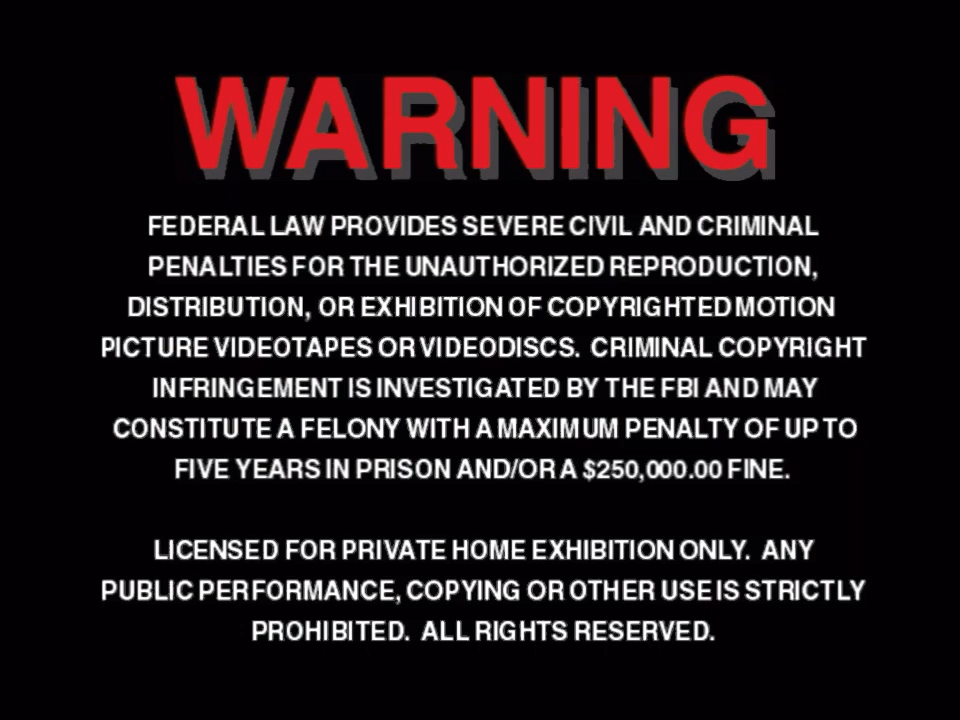 WARNING
FEDERAL LAW PROVIDES SEVERE CIVIL AND CRIMINAL
PENALTIES FOR THE UNAUTHORIZED REPRODUCTION,
DISTRIBUTION, OR EXHIBITION OF COPYRIGHTED MOTION
PICTURE VIDEOTAPES OR VIDEODISCS. CRIMINAL COPYRIGHT
INFRINGEMENT IS INVESTIGATED BY THE FBI AND MAY
CONSTITUTE A FELONY WITH A MAXIMUM PENALTY OF UP TO
FIVE YEARS IN PRISON AND/OR A $250,000.00 FINE.
LICENSED FOR PRIVATE HOME EXHIBITION ONLY. ANY
PUBLIC PERFORMANCE, COPYING OR OTHER USE IS STRICTLY
PROHIBITED. ALL RIGHTS RESERVED.